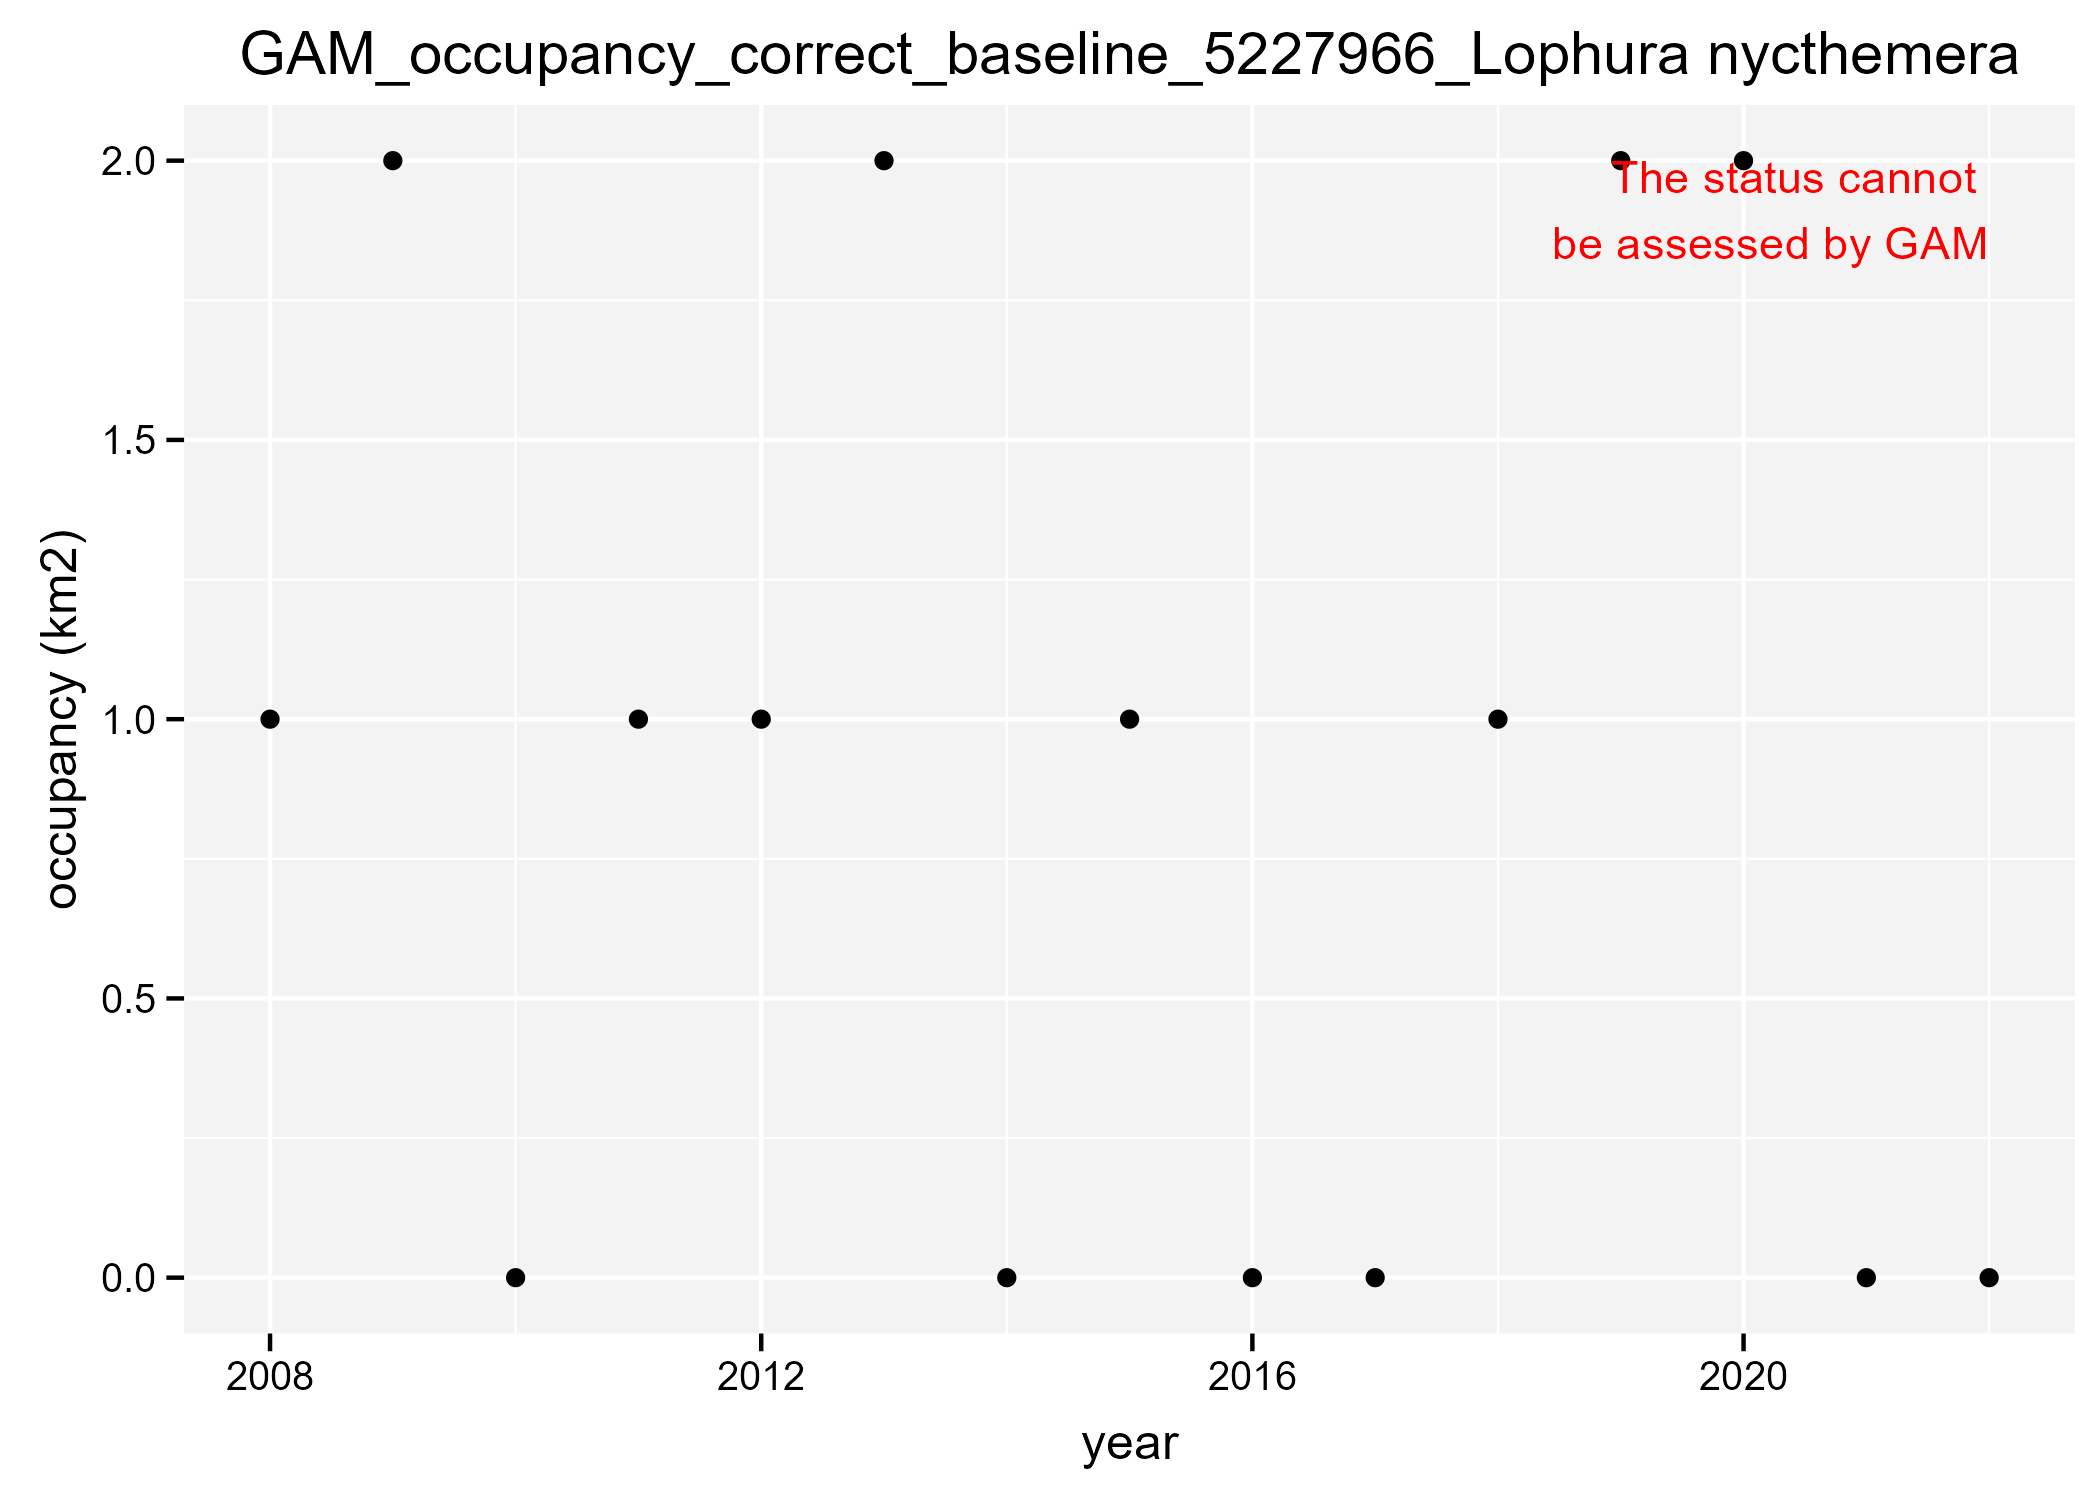 GAM_occupancy_correct_baseline_5227966_Lophura nycthemera
2.0
The status cannot
be assessed by GAM
1.5
occupancy (km2)
1.0
0.5
0.0
2008 2012 2016 2020
year